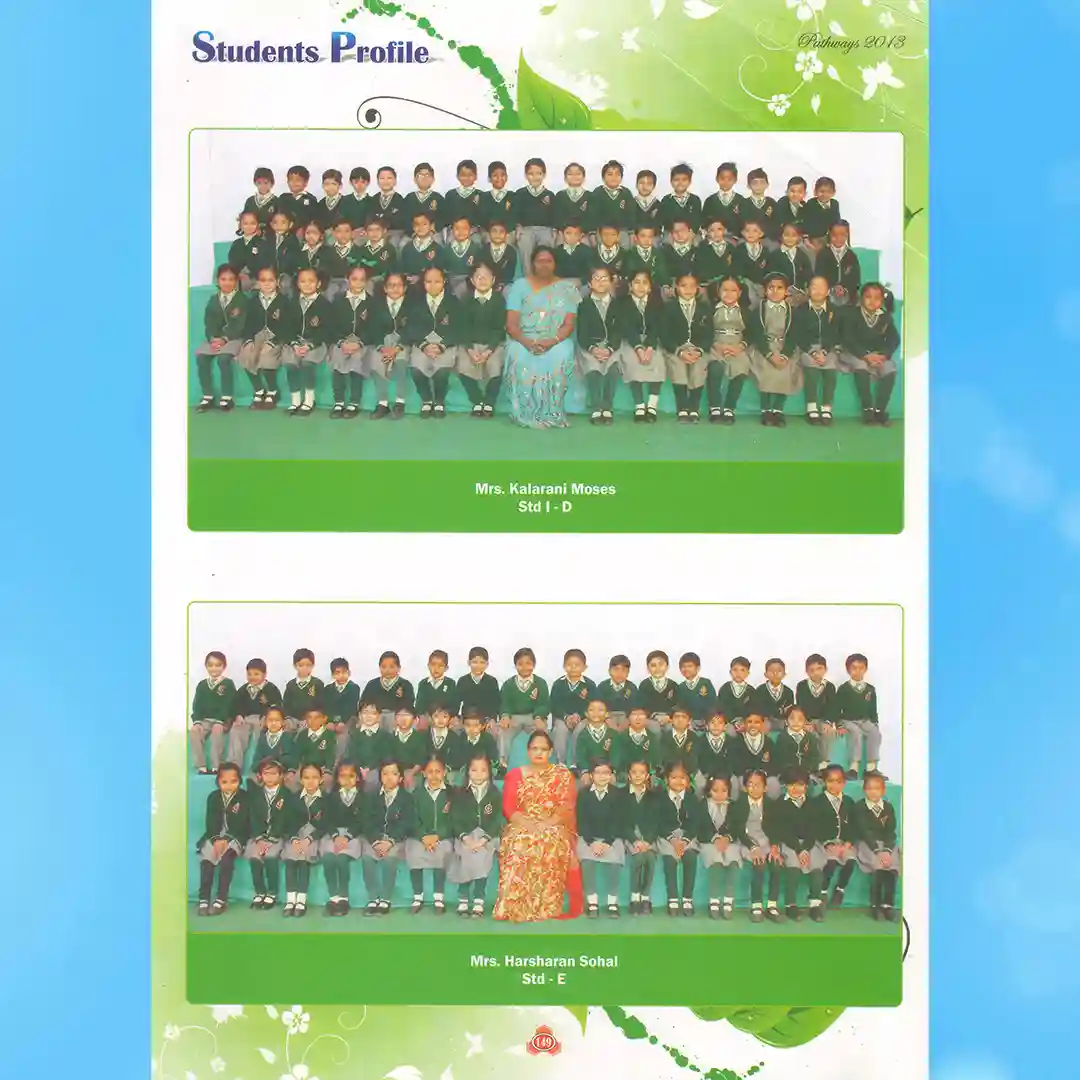 Students Profile
Pathways 2013
Mrs. Kalarani Moses
Std I - D
Mrs. Harsharan Sohal
Std - E
149